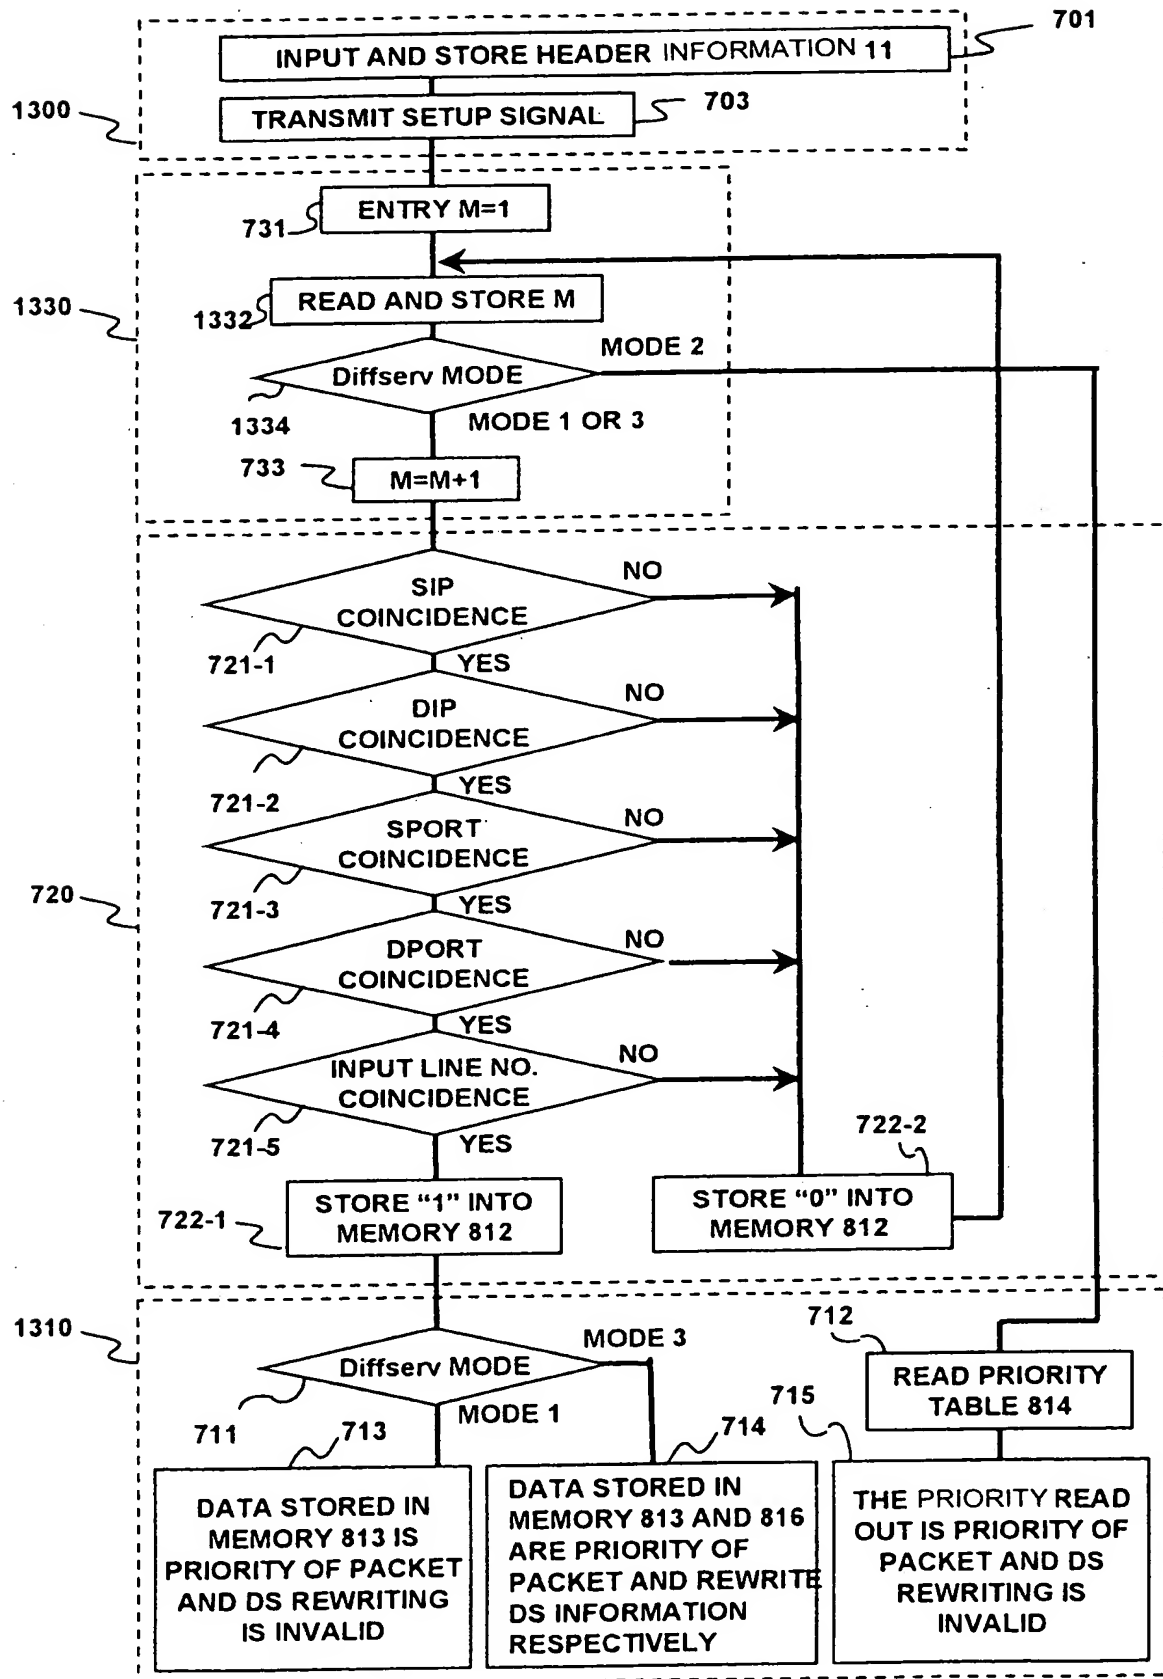 701
INPUT AND STORE HEADER INFORMATION 11
1300
TRANSMIT SETUP SIGNAL
703
ENTRY M=1
731
1330
READ AND STORE M
1332
MODE 2
Diffserv MODE
1334
MODE 1 OR 3
733
M=M+1
NO
SIP
COINCIDENCE
721-1
YES
NO
DIP
COINCIDENCE
721-2
YES
NO
SPORT
COINCIDENCE
720
721-3
YES
NO
DPORT
COINCIDENCE
721-4
YES
NO
INPUT LINE NO.
COINCIDENCE
721-5
YES
722-2
STORE “1” INTO
MEMORY 812
722-1
STORE “0” INTO
MEMORY 812
1310
712
MODE 3
Diffserv MODE
READ PRIORITY
TABLE 814
MODE 1
711
713
714
715
DATA STORED IN
MEMORY 813 IS
PRIORITY OF PACKET
AND DS REWRITING
IS INVALID
DATA STORED IN
MEMORY 813 AND 816
ARE PRIORITY OF
PACKET AND REWRITE
DS INFORMATION
RESPECTIVELY
THE PRIORITY READ
OUT IS PRIORITY OF
PACKET AND DS
REWRITING IS
INVALID